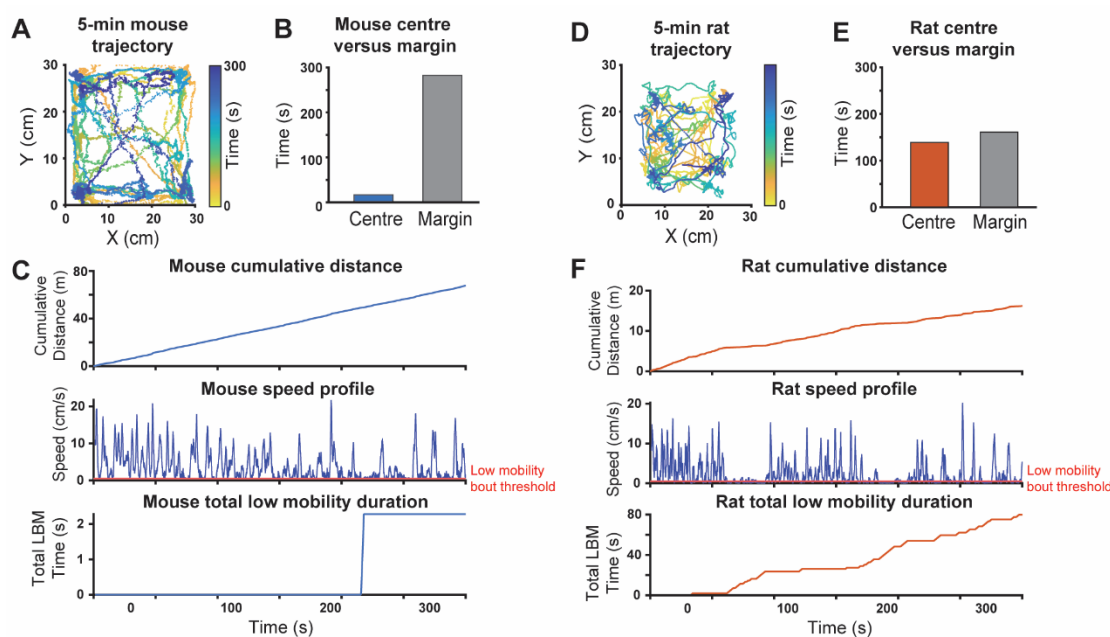 A
5-min mouse
trajectory
30
20
10
0
Y (cm)
0
10
20
30
X (cm)
300
0
Time (s)
B
Mouse centre
versus margin
300
200
100
0
Time (s)
Centre
Margin
D
5-min rat
trajectory
30
20
10
0
Y (cm)
0
10
20
30
X (cm)
Time (s)
E
Rat centre
versus margin
300
200
100
0
Time (s)
Centre
Margin
C
Mouse cumulative distance
80
40
0
Cumulative
Distance (m)
Mouse speed profile
20
10
0
Speed (cm/s)
Low mobility
bout threshold
Mouse total low mobility duration
2
1
0
Total LBM
Time (s)
0
100
200
300
Time (s)
F
Rat cumulative distance
20
10
0
Cumulative
Distance (m)
Rat speed profile
20
10
0
Speed (cm/s)
Low mobility
bout threshold
Rat total low mobility duration
80
40
0
Total LBM
Time (s)
0
100
200
300
Time (s)